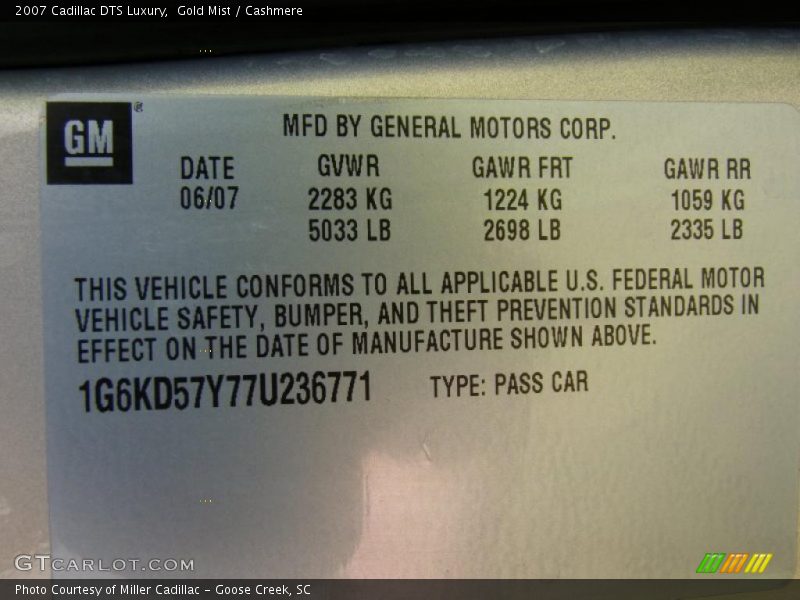 2007 Cadillac DTS Luxury, Gold Mist / Cashmere
GM ®
MFD BY GENERAL MOTORS CORP.
DATE GVWR GAWR FRT GAWR RR
06/07 2283 KG 1224 KG 1059 KG
5033 LB 2698 LB 2335 LB
THIS VEHICLE CONFORMS TO ALL APPLICABLE U.S. FEDERAL MOTOR
VEHICLE SAFETY, BUMPER, AND THEFT PREVENTION STANDARDS IN
EFFECT ON THE DATE OF MANUFACTURE SHOWN ABOVE.
1G6KD57Y77U236771 TYPE: PASS CAR
GTCARLOT.COM
Photo Courtesy of Miller Cadillac - Goose Creek, SC